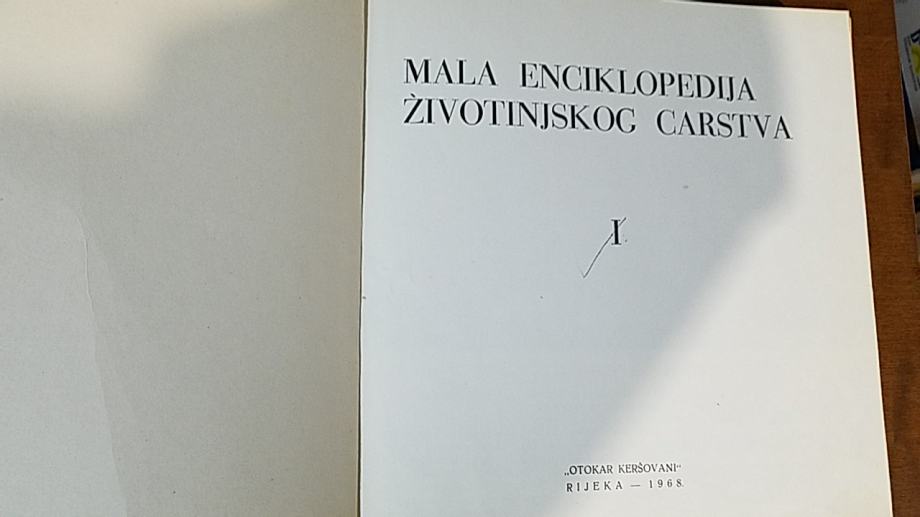 MALA ENCIKLOPEDIJA
ŽIVOTINJSKOG CARSTVA
I
„OTOKAR KERŠOVANI“
RIJEKA — 1968.